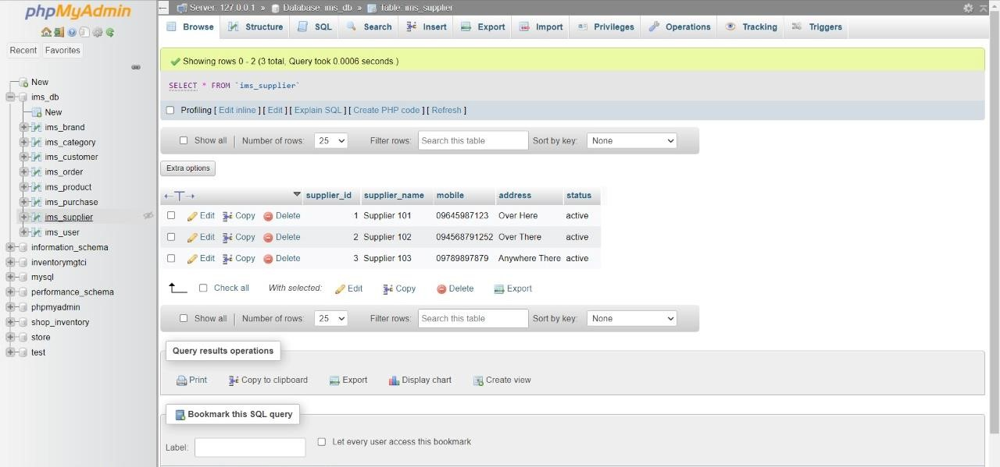 phpMyAdmin
Recent Favorites
New
ims_db
New
ims_brand
ims_category
ims_customer
ims_order
ims_product
ims_purchase
ims_supplier
ims_user
information_schema
inventorymgtci
mysql
performance_schema
phpmyadmin
shop_inventory
store
test
Server: 127.0.0.1 » Database: ims_db » Table: ims_supplier
Browse Structure SQL Search Insert Export Import Privileges Operations Tracking Triggers
Showing rows 0 - 2 (3 total, Query took 0.0006 seconds.)
SELECT * FROM `ims_supplier`
Profiling [ Edit inline ] [ Edit ] [ Explain SQL ] [ Create PHP code ] [ Refresh ]
Show all | Number of rows: 25 Filter rows: Search this table Sort by key: None
Extra options
←T→ supplier_id supplier_name mobile address status
Edit Copy Delete 1 Supplier 101 09645987123 Over Here active
Edit Copy Delete 2 Supplier 102 094568791252 Over There active
Edit Copy Delete 3 Supplier 103 09789897879 Anywhere There active
Check all With selected: Edit Copy Delete Export
Show all | Number of rows: 25 Filter rows: Search this table Sort by key: None
Query results operations
Print Copy to clipboard Export Display chart Create view
Bookmark this SQL query
Label: Let every user access this bookmark